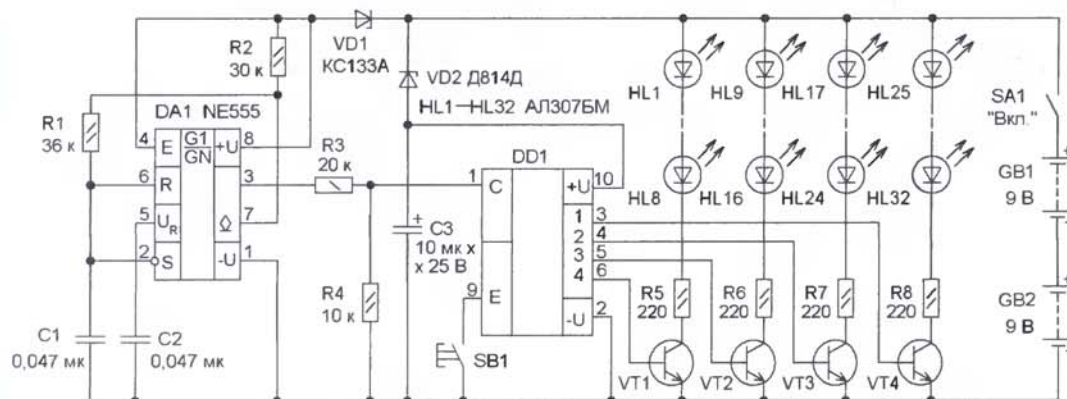 R2
30 к
VD1
КС133А
VD2 Д814Д
HL1—HL32 АЛ307БМ
HL1
HL9
HL17
HL25
SA1
"Вкл."
R1
36 к
DA1 NE555
4
E
G1
GN
+U
8
6
R
3
5
UR
7
2
S
-U
1
R3
20 к
DD1
1
C
+U
10
1
3
2
4
3
5
4
6
9
E
-U
2
C3
+
10 мк х
х 25 В
HL8
HL16
HL24
HL32
+
GB1
9 В
-
+
GB2
9 В
-
R4
10 к
R5
220
R6
220
R7
220
R8
220
C1
0,047 мк
C2
0,047 мк
SB1
VT1
VT2
VT3
VT4